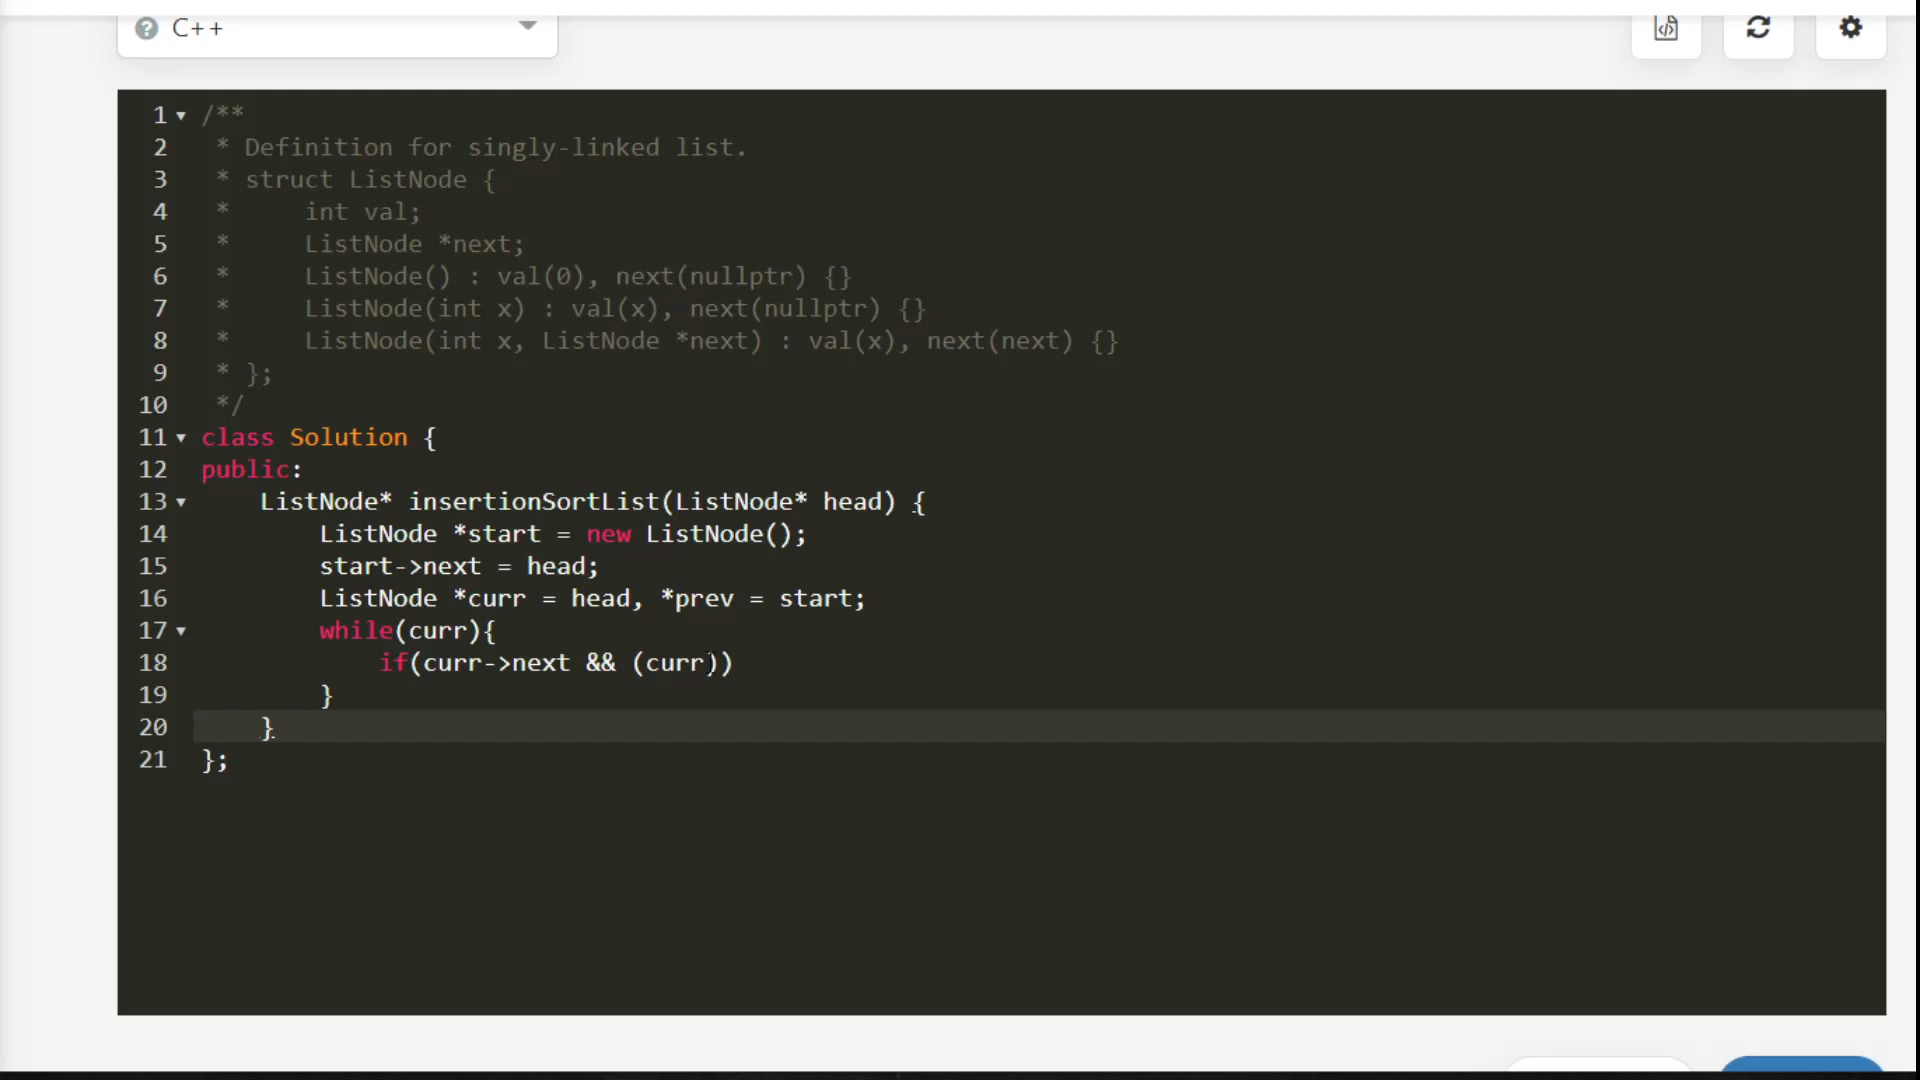 C++
1 /**
2  * Definition for singly-linked list.
3  * struct ListNode {
4  *     int val;
5  *     ListNode *next;
6  *     ListNode() : val(0), next(nullptr) {}
7  *     ListNode(int x) : val(x), next(nullptr) {}
8  *     ListNode(int x, ListNode *next) : val(x), next(next) {}
9  * };
10  */
11 class Solution {
12 public:
13     ListNode* insertionSortList(ListNode* head) {
14         ListNode *start = new ListNode();
15         start->next = head;
16         ListNode *curr = head, *prev = start;
17         while(curr){
18             if(curr->next && (curr))
19         }
20     }
21 };